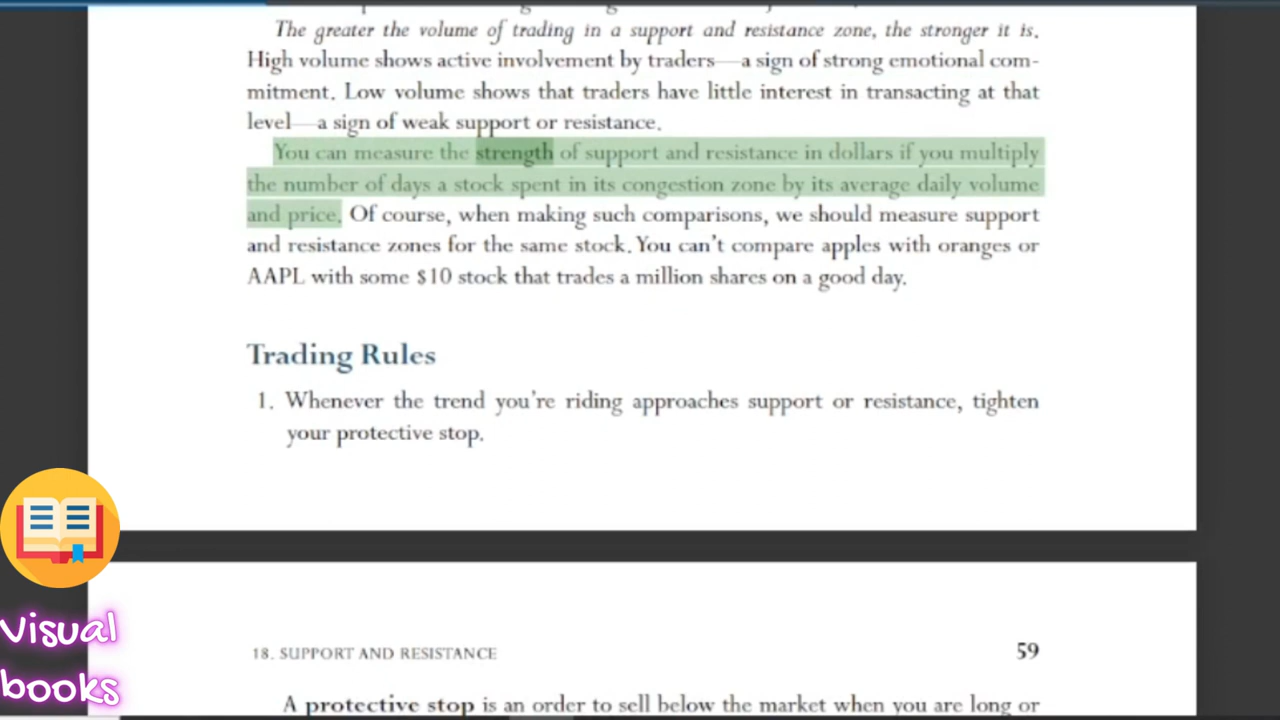 The greater the volume of trading in a support and resistance zone, the stronger it is.
High volume shows active involvement by traders—a sign of strong emotional com-
mitment. Low volume shows that traders have little interest in transacting at that
level—a sign of weak support or resistance.
You can measure the strength of support and resistance in dollars if you multiply
the number of days a stock spent in its congestion zone by its average daily volume
and price. Of course, when making such comparisons, we should measure support
and resistance zones for the same stock. You can't compare apples with oranges or
AAPL with some $10 stock that trades a million shares on a good day.
Trading Rules
1. Whenever the trend you're riding approaches support or resistance, tighten
your protective stop.
Visual
books
18. SUPPORT AND RESISTANCE 59
A protective stop is an order to sell below the market when you are long or